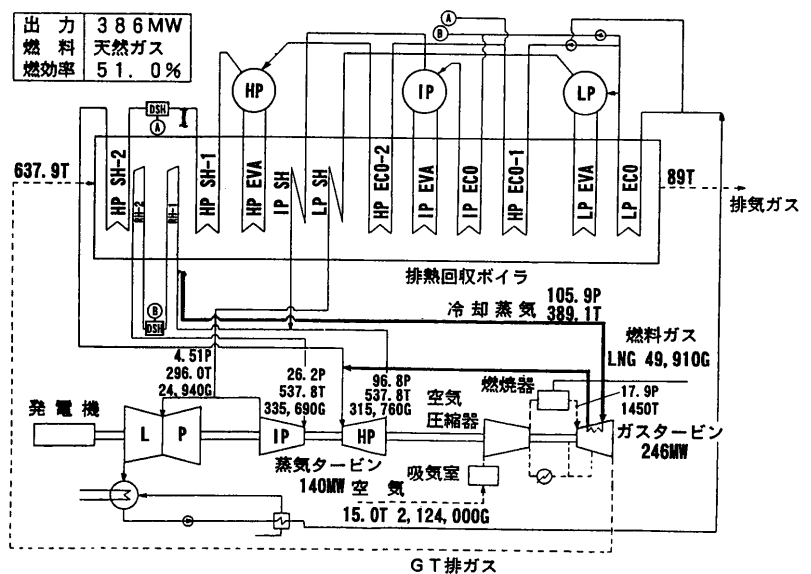 出 力 386MW
燃 料 天然ガス
燃効率 51. 0%
A
B
HP
IP
LP
DSH
A
637. 9T
HP SH-2
RH-2
RH-1
HP SH-1
HP EVA
IP SH
LP SH
HP ECO-2
IP EVA
IP ECO
HP ECO-1
LP EVA
LP ECO
89T
排気ガス
排熱回収ボイラ
B
DSH
冷却蒸気
105. 9P
389. 1T
燃料ガス
LNG 49, 910G
4. 51P
296. 0T
24, 940G
26. 2P
537. 8T
335, 690G
96. 8P
537. 8T
315, 760G
空気
圧縮器
燃焼器
17. 9P
1450T
発電機
L P
IP
HP
ガスタービン
246MW
蒸気タービン
140MW
吸気室
空 気
15. 0T 2, 124, 000G
GT排ガス